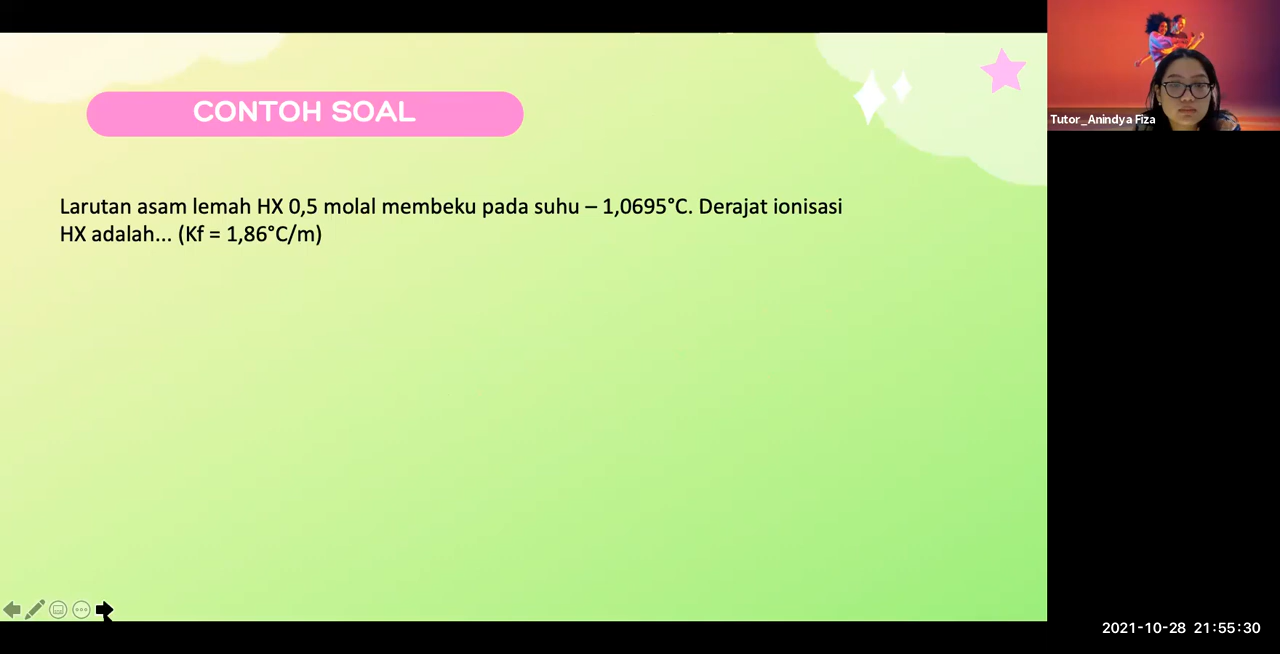 CONTOH SOAL
Larutan asam lemah HX 0,5 molal membeku pada suhu – 1,0695°C. Derajat ionisasi
HX adalah... (Kf = 1,86°C/m)
Tutor_Anindya Fiza
2021-10-28 21:55:30